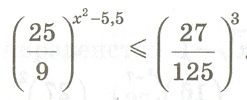 (25/9)^{x²−5,5} ⩽ (27/125)^3.